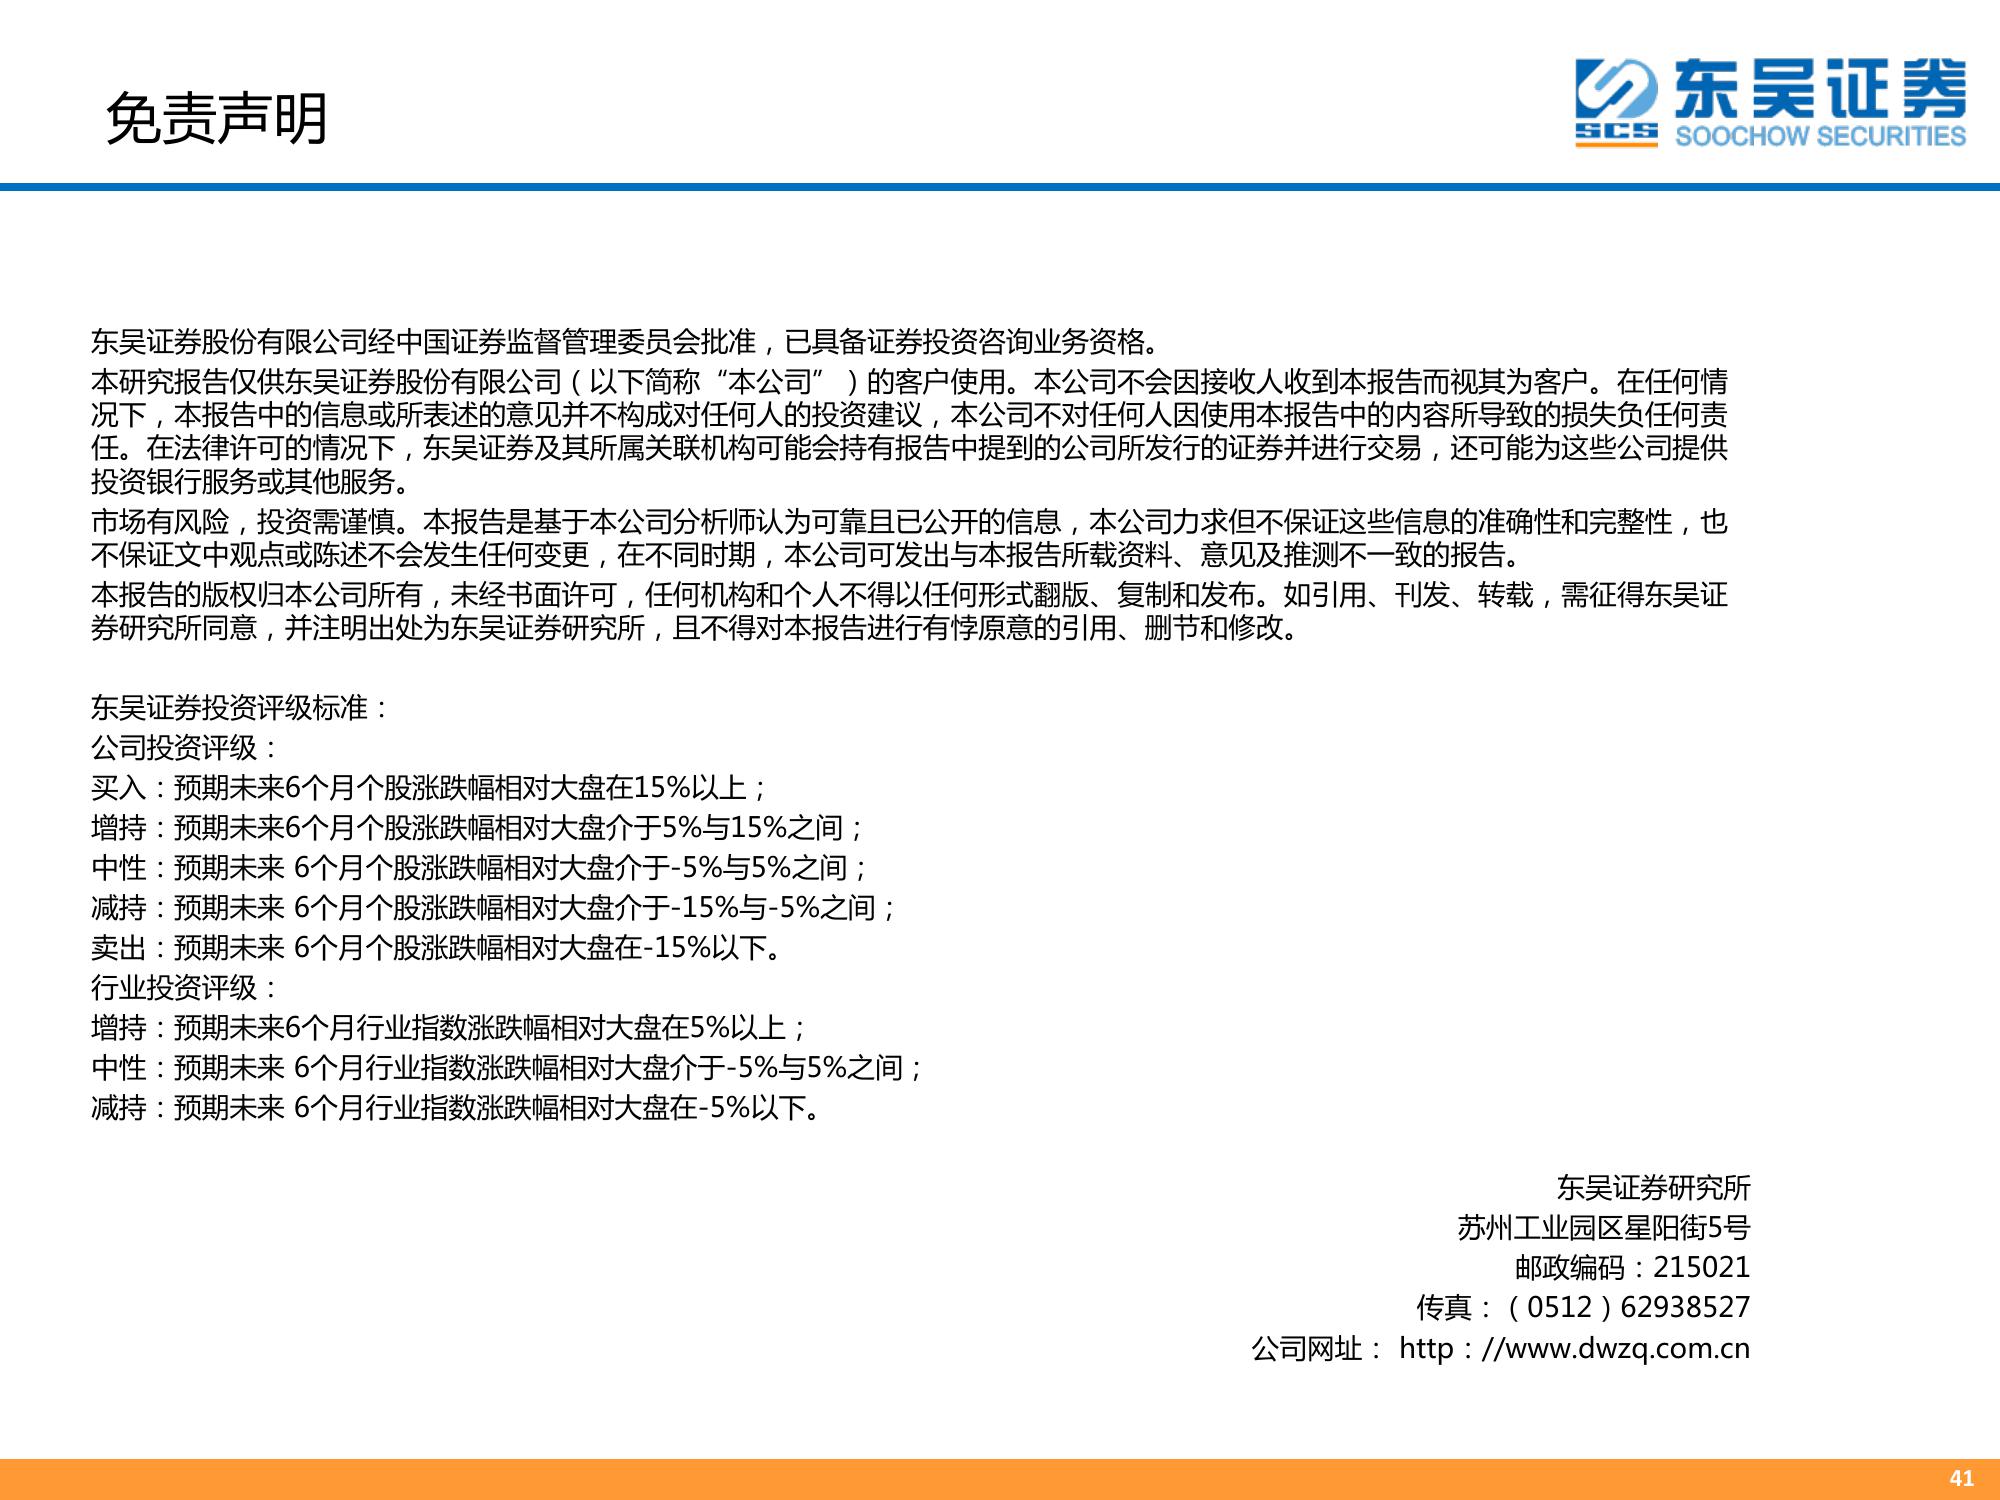 免责声明
SCS
东吴证券
SOOCHOW SECURITIES
东吴证券股份有限公司经中国证券监督管理委员会批准，已具备证券投资咨询业务资格。
本研究报告仅供东吴证券股份有限公司（以下简称“本公司”）的客户使用。本公司不会因接收人收到本报告而视其为客户。在任何情
况下，本报告中的信息或所表述的意见并不构成对任何人的投资建议，本公司不对任何人因使用本报告中的内容所导致的损失负任何责
任。在法律许可的情况下，东吴证券及其所属关联机构可能会持有报告中提到的公司所发行的证券并进行交易，还可能为这些公司提供
投资银行服务或其他服务。
市场有风险，投资需谨慎。本报告是基于本公司分析师认为可靠且已公开的信息，本公司力求但不保证这些信息的准确性和完整性，也
不保证文中观点或陈述不会发生任何变更，在不同时期，本公司可发出与本报告所载资料、意见及推测不一致的报告。
本报告的版权归本公司所有，未经书面许可，任何机构和个人不得以任何形式翻版、复制和发布。如引用、刊发、转载，需征得东吴证
券研究所同意，并注明出处为东吴证券研究所，且不得对本报告进行有悖原意的引用、删节和修改。
东吴证券投资评级标准：
公司投资评级：
买入：预期未来6个月个股涨跌幅相对大盘在15%以上；
增持：预期未来6个月个股涨跌幅相对大盘介于5%与15%之间；
中性：预期未来 6个月个股涨跌幅相对大盘介于-5%与5%之间；
减持：预期未来 6个月个股涨跌幅相对大盘介于-15%与-5%之间；
卖出：预期未来 6个月个股涨跌幅相对大盘在-15%以下。
行业投资评级：
增持：预期未来6个月行业指数涨跌幅相对大盘在5%以上；
中性：预期未来 6个月行业指数涨跌幅相对大盘介于-5%与5%之间；
减持：预期未来 6个月行业指数涨跌幅相对大盘在-5%以下。
东吴证券研究所
苏州工业园区星阳街5号
邮政编码：215021
传真：（0512）62938527
公司网址： http：//www.dwzq.com.cn
41